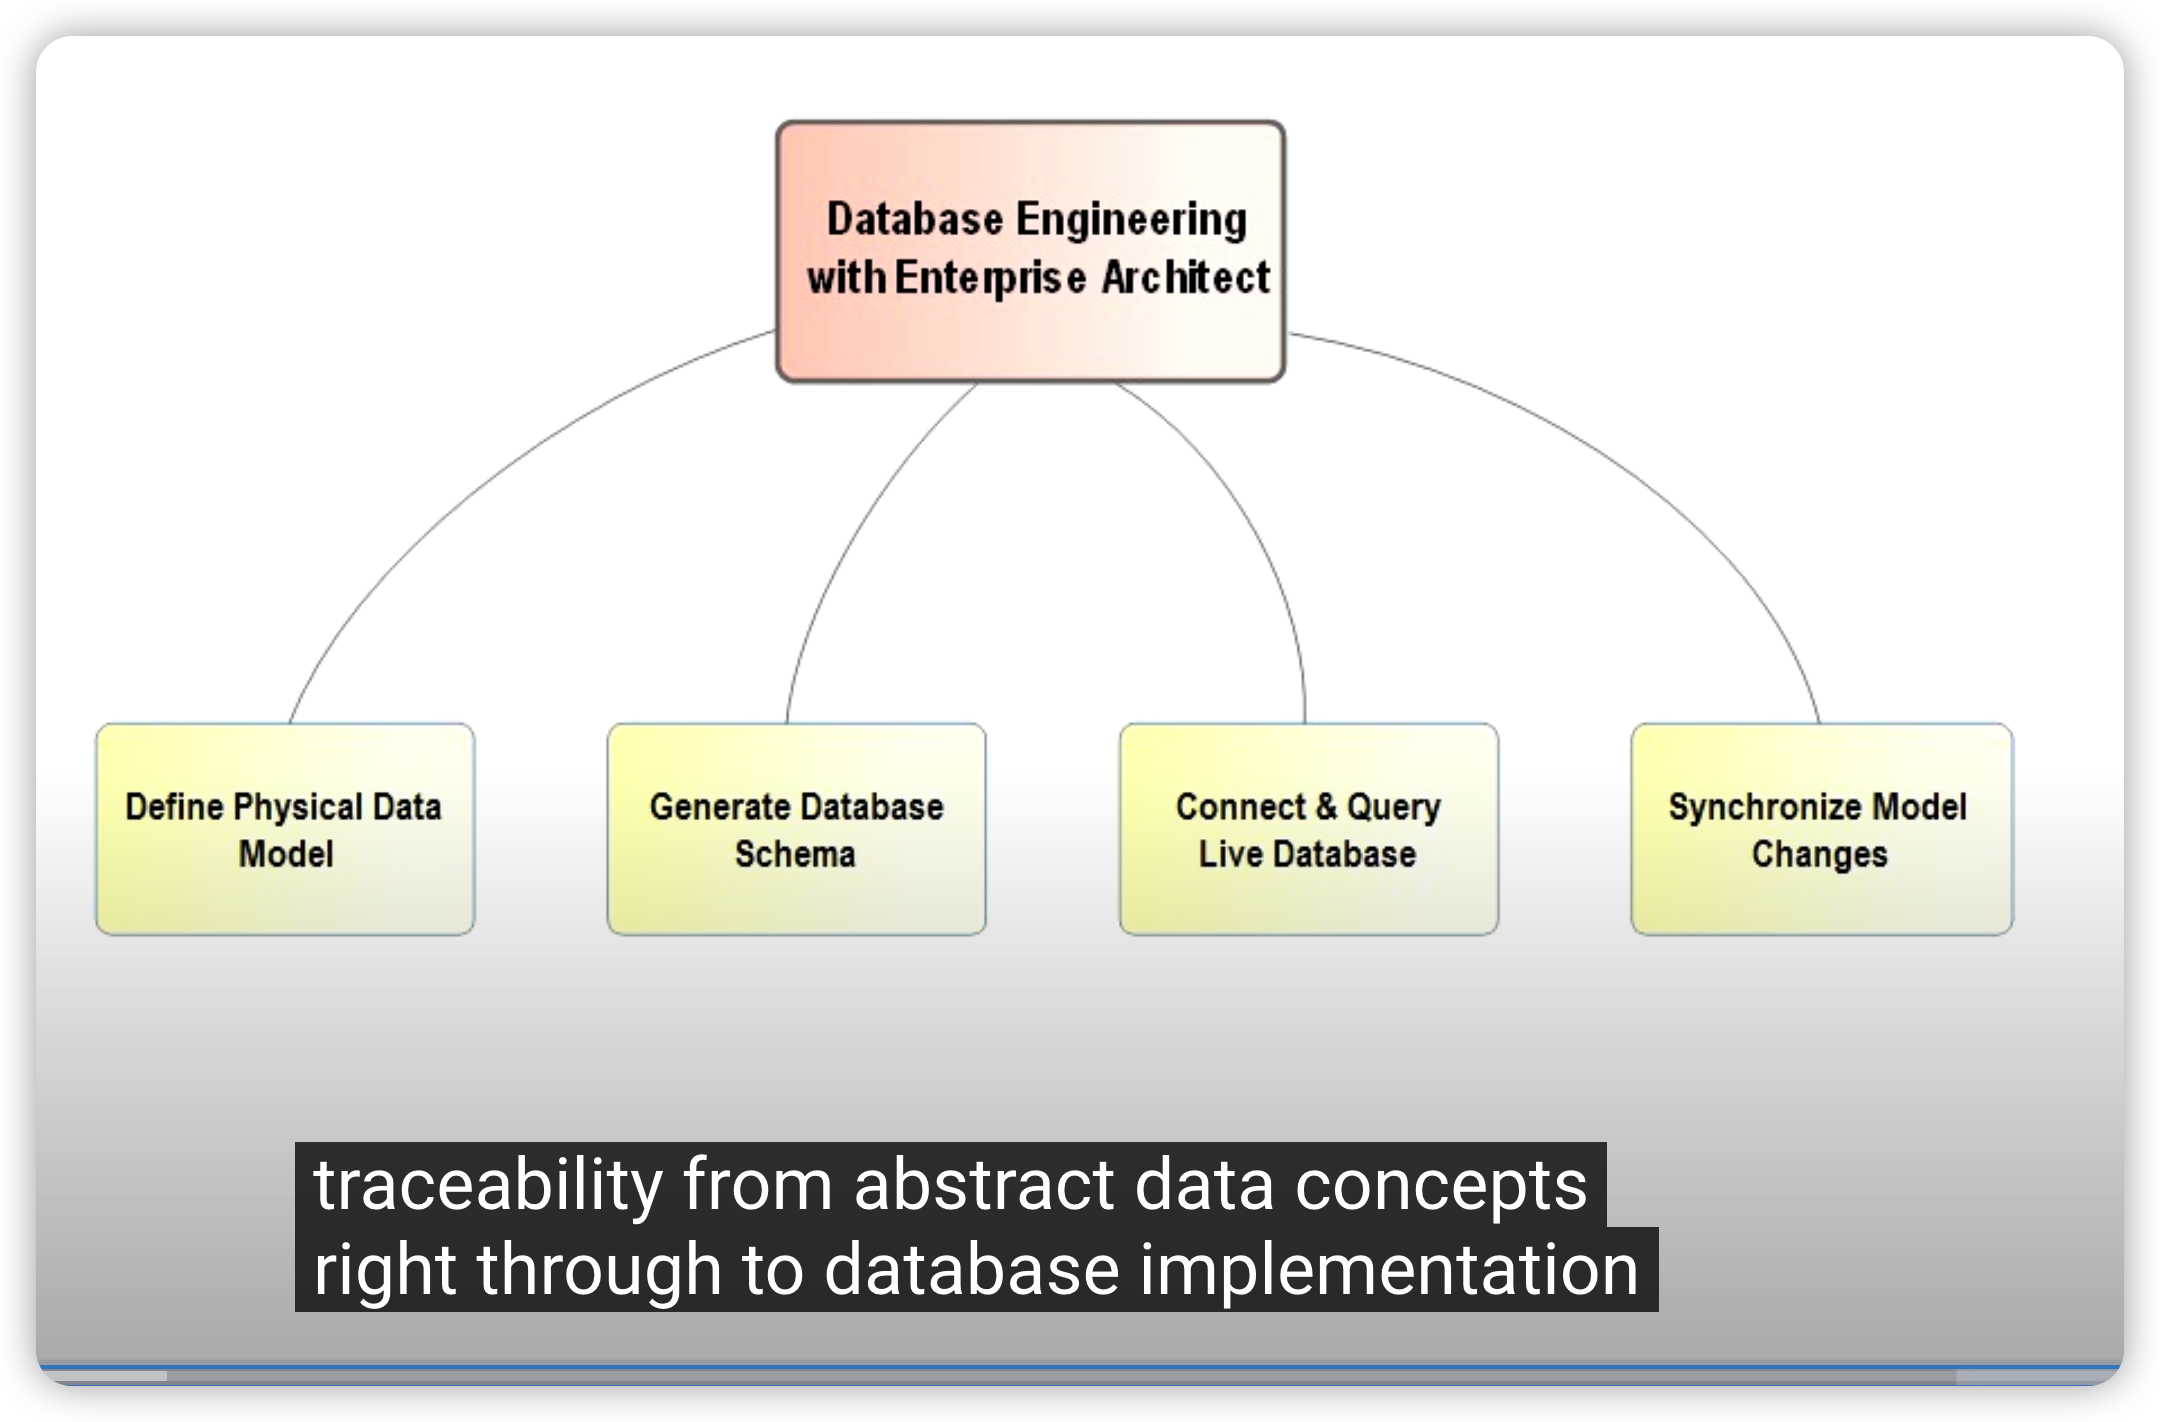 Database Engineering
with Enterprise Architect
Define Physical Data
Model
Generate Database
Schema
Connect & Query
Live Database
Synchronize Model
Changes
traceability from abstract data concepts
right through to database implementation